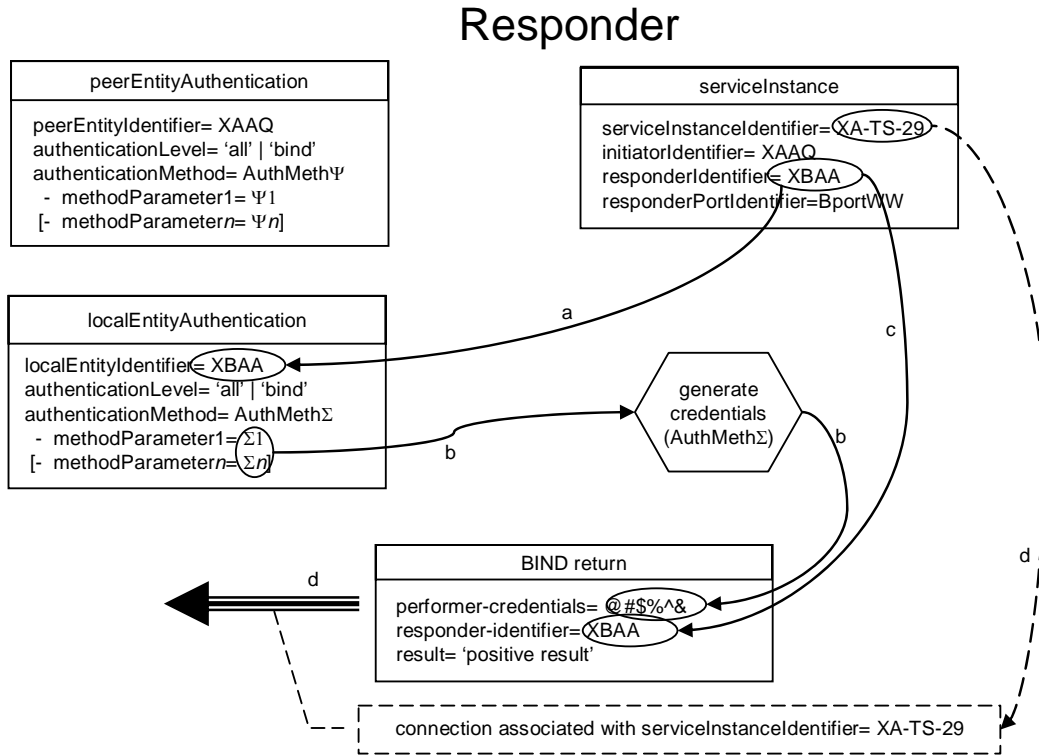 Responder
peerEntityAuthentication
peerEntityIdentifier= XAAQ
authenticationLevel= ‘all’ | ‘bind’
authenticationMethod= AuthMethΨ
- methodParameter1= Ψ1
[- methodParametern= Ψn]
serviceInstance
serviceInstanceIdentifier= XA-TS-29
initiatorIdentifier= XAAQ
responderIdentifier= XBAA
responderPortIdentifier=BportWW
a
c
localEntityAuthentication
localEntityIdentifier= XBAA
authenticationLevel= ‘all’ | ‘bind’
authenticationMethod= AuthMethΣ
- methodParameter1= Σ1
[- methodParametern= Σn]
b
generate
credentials
(AuthMethΣ)
b
d
d
BIND return
performer-credentials= @#$%^&
responder-identifier= XBAA
result= ‘positive result’
connection associated with serviceInstanceIdentifier= XA-TS-29